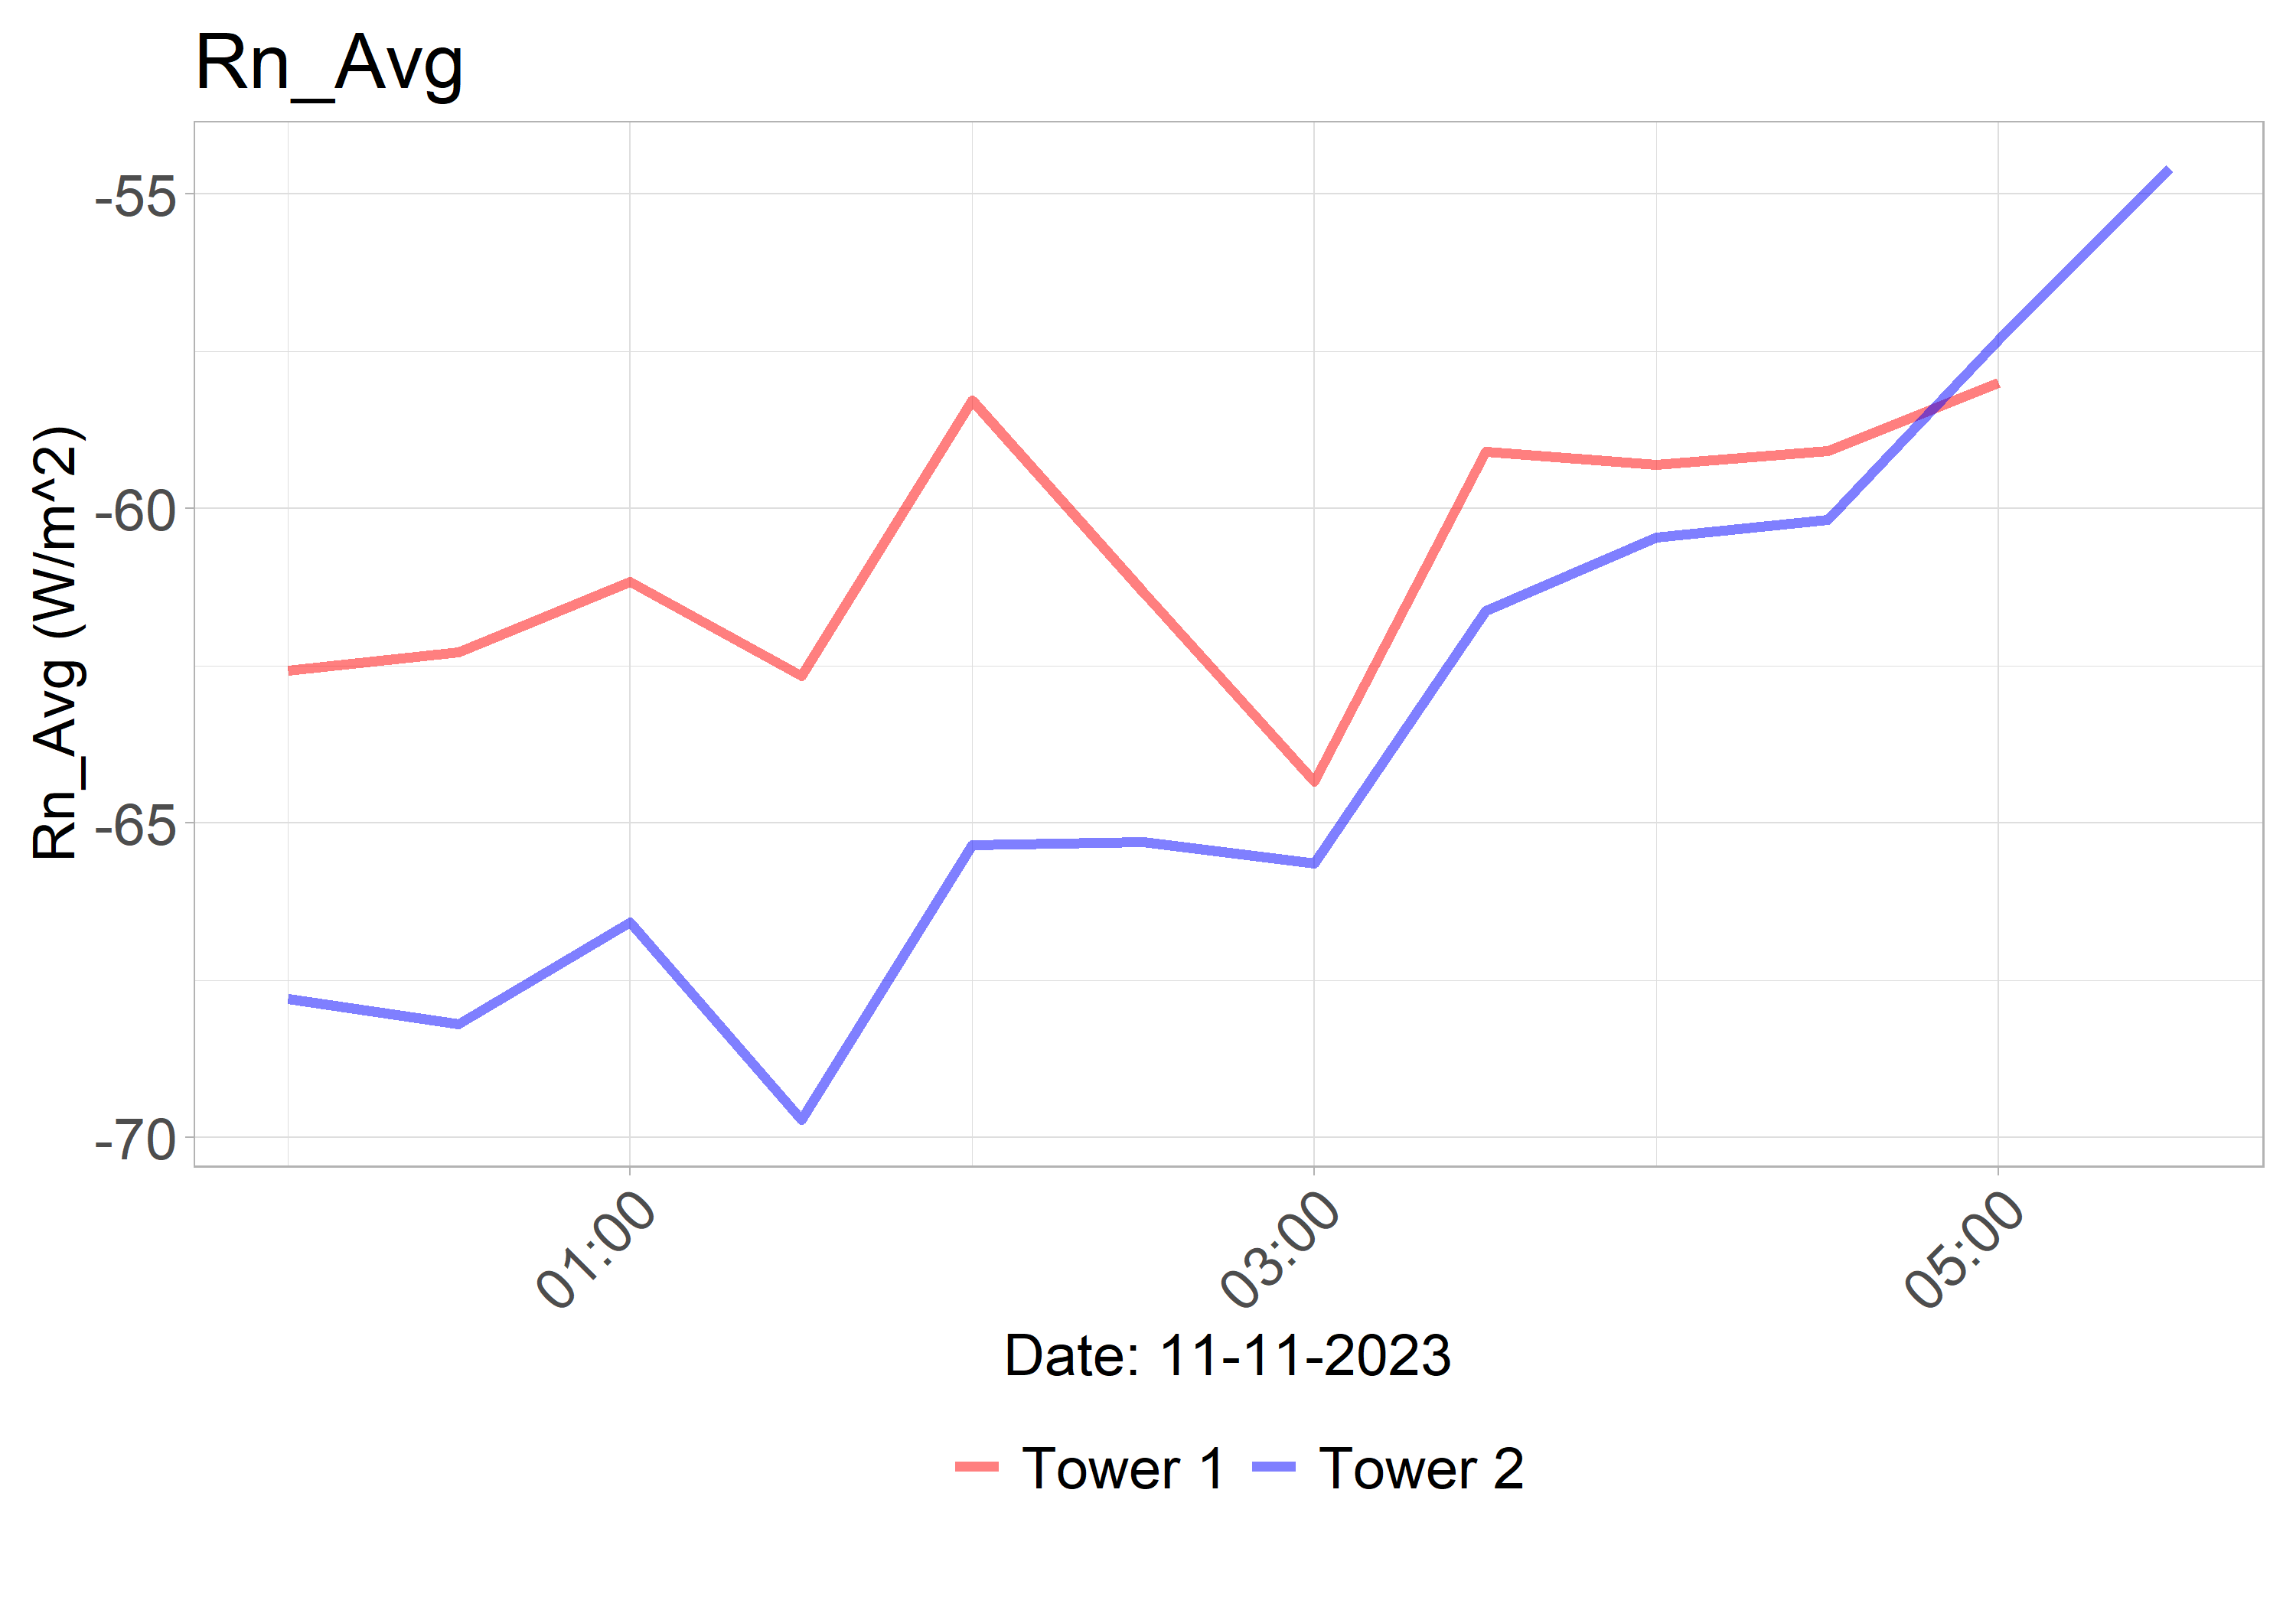 Rn_Avg
Rn_Avg (W/m^2)
-55
-60
-65
-70
01:00
03:00
05:00
Date: 11-11-2023
Tower 1
Tower 2